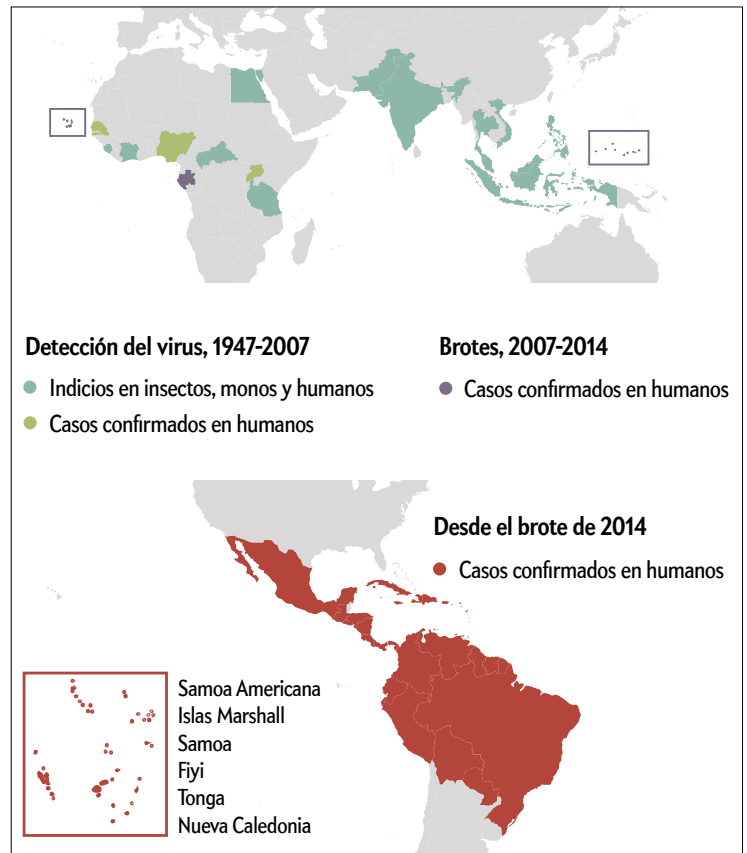 Detección del virus, 1947-2007
Indicios en insectos, monos y humanos
Casos confirmados en humanos
Brotes, 2007-2014
Casos confirmados en humanos
Desde el brote de 2014
Casos confirmados en humanos
Samoa Americana
Islas Marshall
Samoa
Fiyi
Tonga
Nueva Caledonia